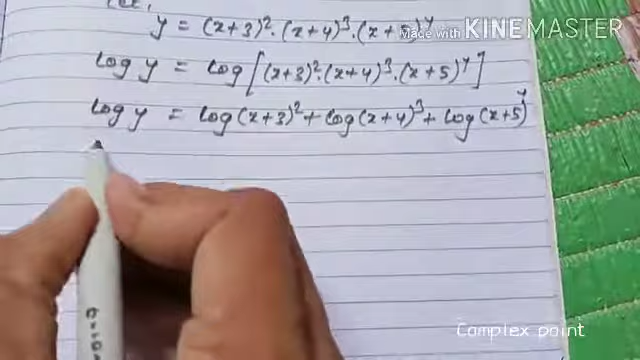 Let,
y = (x+3)²·(x+4)³·(x+5)⁴
Made with KINEMASTER
log y = log[(x+3)²·(x+4)³·(x+5)⁴]
log y = log(x+3)² + log(x+4)³ + log(x+5)⁴
Complex point